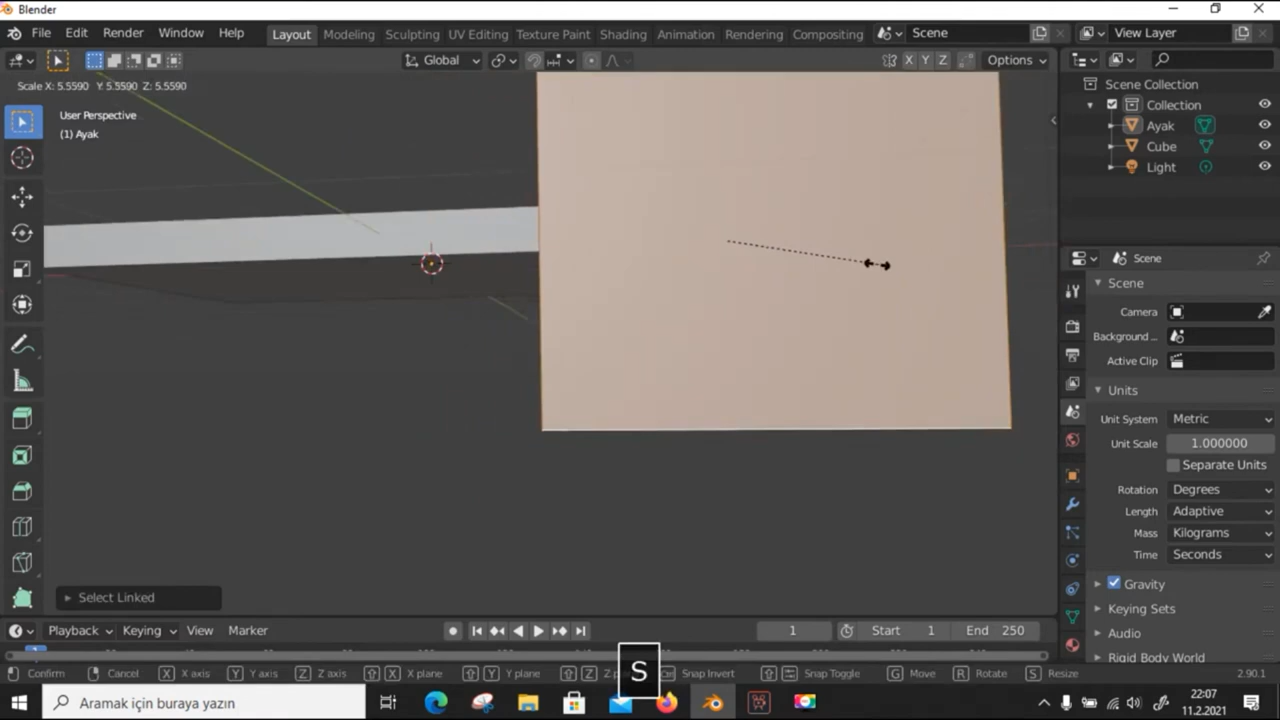 Blender
File Edit Render Window Help Layout Modeling Sculpting UV Editing Texture Paint Shading Animation Rendering Compositing Scene View Layer
Global X Y Z Options
Scale X: 5.5590 Y: 5.5590 Z: 5.5590
User Perspective
(1) Ayak
Scene Collection
Collection
Ayak
Cube
Light
Scene
Scene
Camera
Background ...
Active Clip
Units
Unit System Metric
Unit Scale 1.000000
Separate Units
Rotation Degrees
Length Adaptive
Mass Kilograms
Time Seconds
Gravity
Keying Sets
Audio
Rigid Body World
Select Linked
Playback Keying View Marker 1 Start 1 End 250
Confirm Cancel X X axis Y Y axis Z Z axis X X plane Y Y plane Z Snap Invert Snap Toggle G Move R Rotate S Resize 2.90.1
S
Aramak için buraya yazın
22:07
11.2.2021